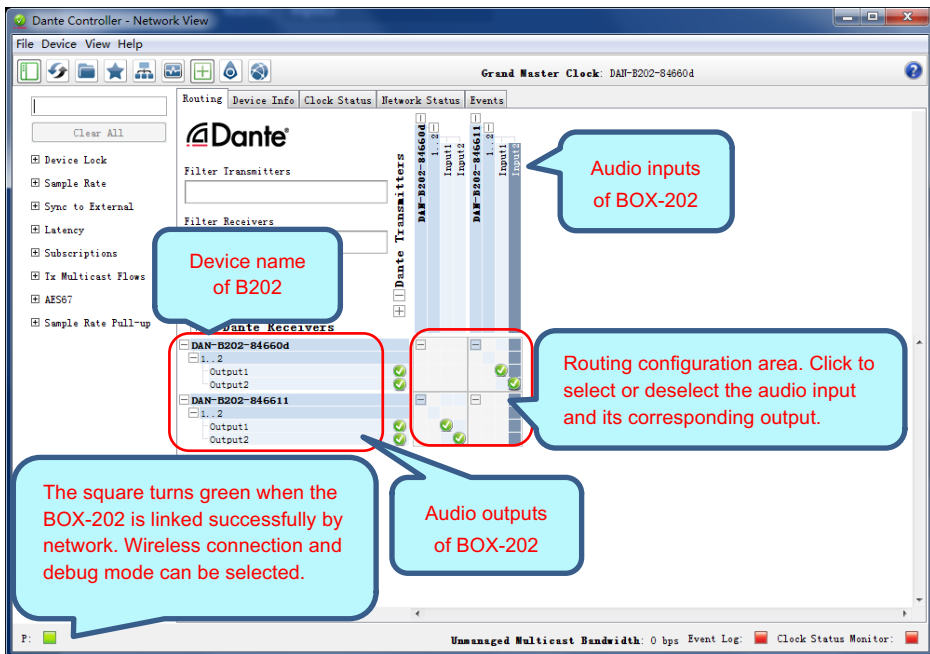 Dante Controller - Network View
File Device View Help
Grand Master Clock: DAN-B202-84660d
Routing Device Info Clock Status Network Status Events
Clear All
Device Lock
Sample Rate
Sync to External
Latency
Subscriptions
Tx Multicast Flows
AES67
Sample Rate Pull-up
Dante
Filter Transmitters
Filter Receivers
Dante Transmitters
DAN-B202-84660d
1..2
Input1
Input2
DAN-B202-846611
1..2
Input1
Input2
Audio inputs
of BOX-202
Device name
of B202
Dante Receivers
DAN-B202-84660d
1..2
Output1
Output2
DAN-B202-846611
1..2
Output1
Output2
Routing configuration area. Click to
select or deselect the audio input
and its corresponding output.
The square turns green when the
BOX-202 is linked successfully by
network. Wireless connection and
debug mode can be selected.
Audio outputs
of BOX-202
P:
Unmanaged Multicast Bandwidth: 0 bps Event Log: Clock Status Monitor: